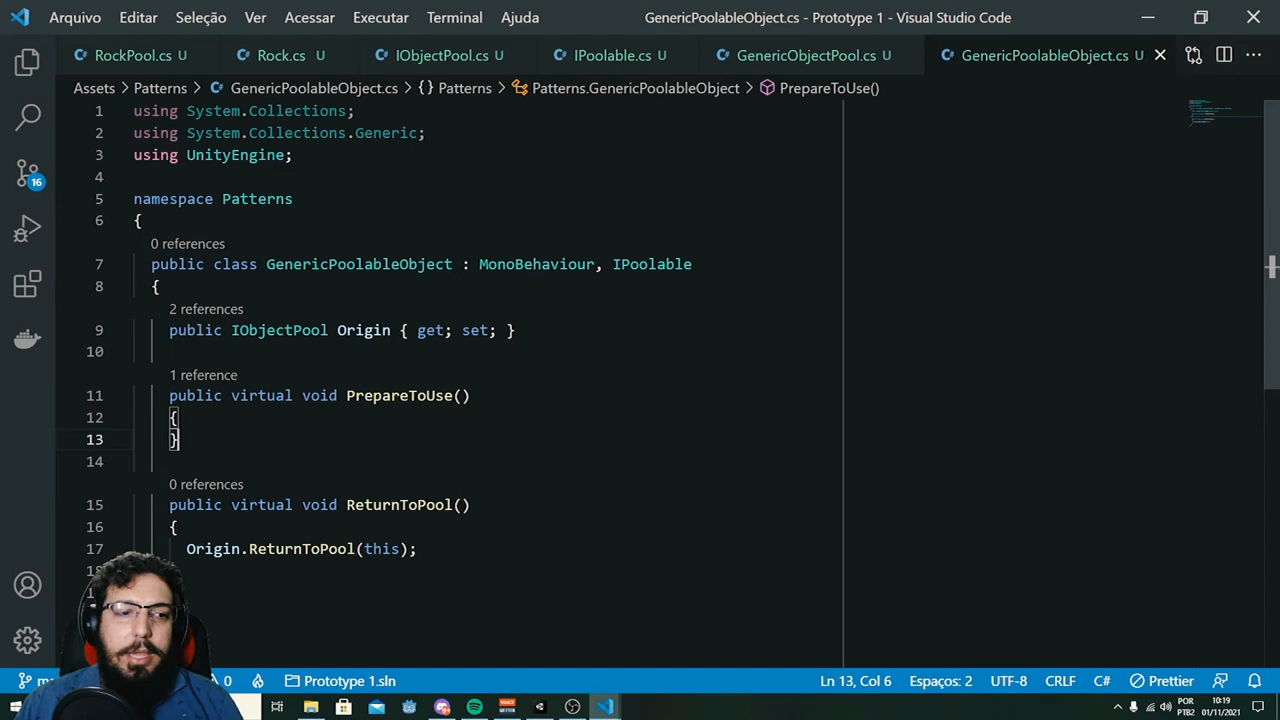 Arquivo Editar Seleção Ver Acessar Executar Terminal Ajuda GenericPoolableObject.cs - Prototype 1 - Visual Studio Code
RockPool.cs U Rock.cs U IObjectPool.cs U IPoolable.cs U GenericObjectPool.cs U GenericPoolableObject.cs U
Assets Patterns GenericPoolableObject.cs {} Patterns Patterns.GenericPoolableObject PrepareToUse()
1 using System.Collections;
2 using System.Collections.Generic;
3 using UnityEngine;
4
5 namespace Patterns
6 {
0 references
7 public class GenericPoolableObject : MonoBehaviour, IPoolable
8 {
2 references
9 public IObjectPool Origin { get; set; }
10
1 reference
11 public virtual void PrepareToUse()
12 {
13 }
14
0 references
15 public virtual void ReturnToPool()
16 {
17 Origin.ReturnToPool(this);
16
0 Prototype 1.sln Ln 13, Col 6 Espaços: 2 UTF-8 CRLF C# Prettier
POR 10:19
PTB2 01/11/2021